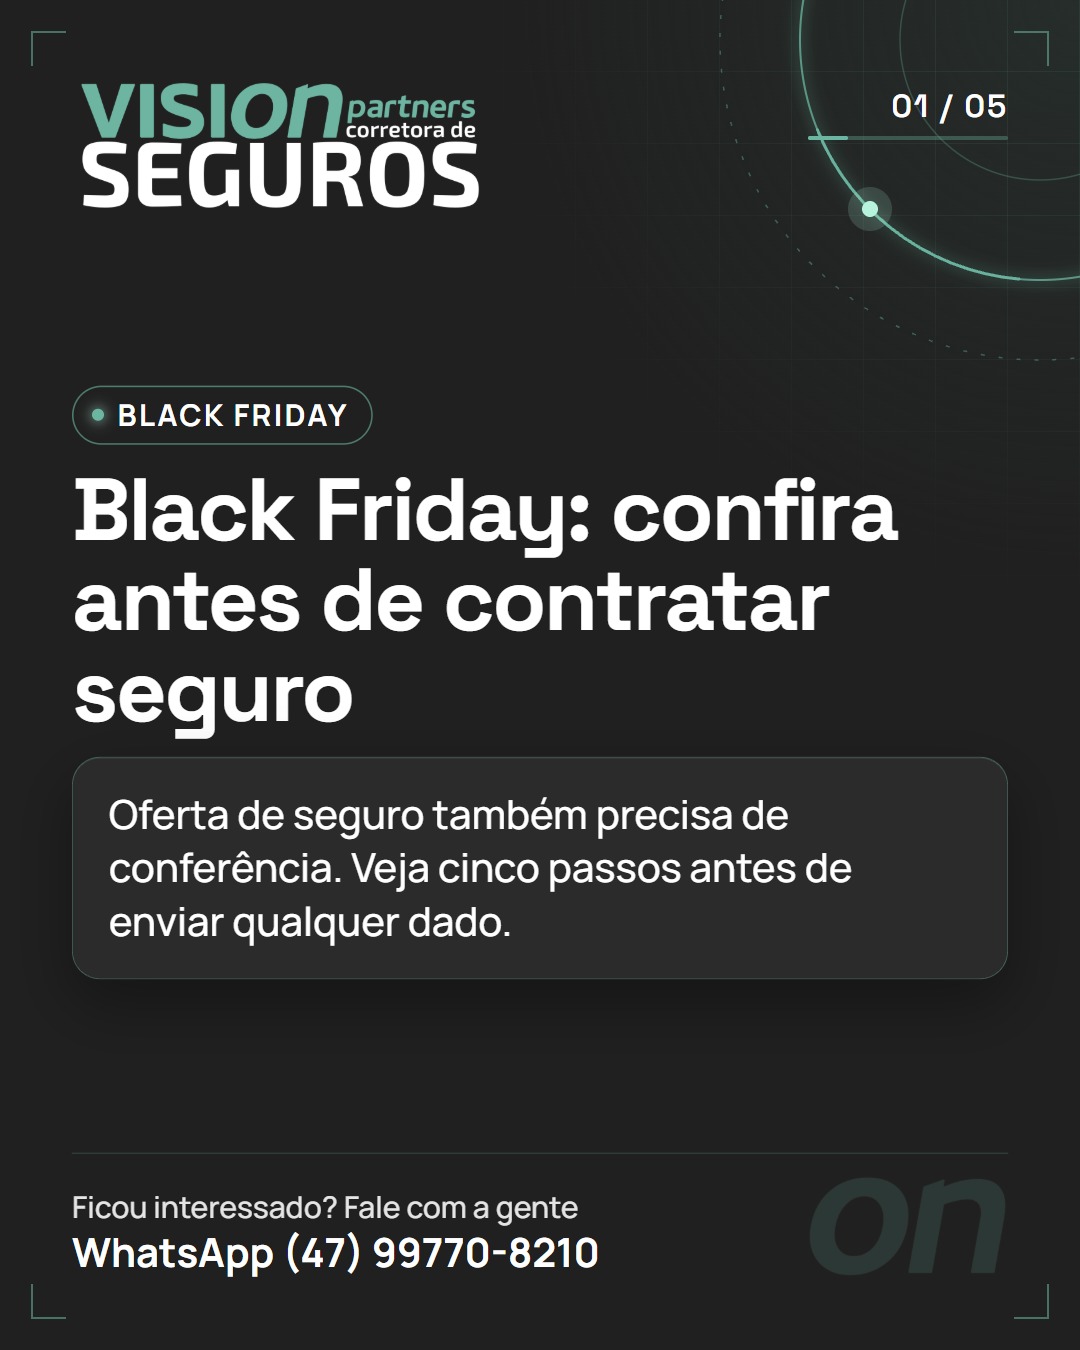 VISIon partners
corretora de
SEGUROS
01 / 05
BLACK FRIDAY
Black Friday: confira
antes de contratar
seguro
Oferta de seguro também precisa de
conferência. Veja cinco passos antes de
enviar qualquer dado.
Ficou interessado? Fale com a gente
WhatsApp (47) 99770-8210
on